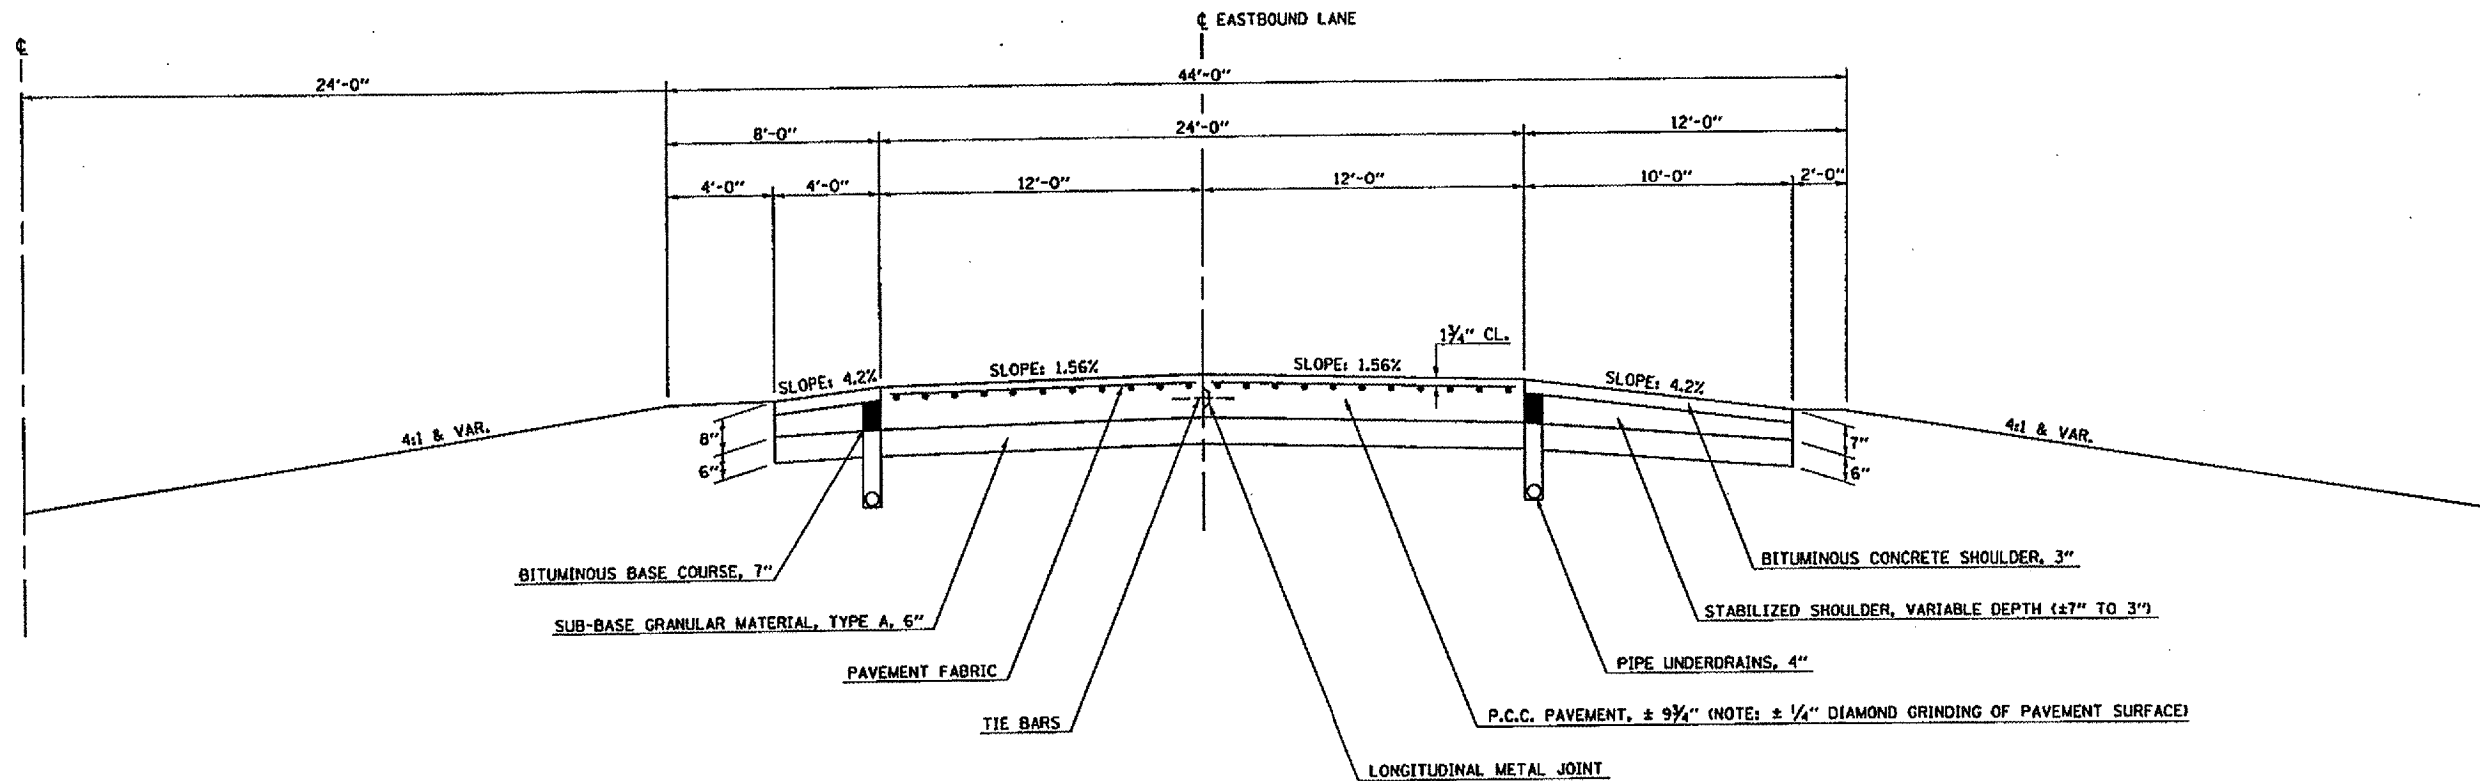 ℄ EASTBOUND LANE
℄
24'-0"
44'-0"
8'-0"
24'-0"
12'-0"
4'-0"
4'-0"
12'-0"
12'-0"
10'-0"
2'-0"
1¾" CL.
SLOPE: 4.2%
SLOPE: 1.56%
SLOPE: 1.56%
SLOPE: 4.2%
4:1 & VAR.
8"
6"
7"
6"
4:1 & VAR.
BITUMINOUS BASE COURSE, 7"
BITUMINOUS CONCRETE SHOULDER, 3"
SUB-BASE GRANULAR MATERIAL, TYPE A, 6"
STABILIZED SHOULDER, VARIABLE DEPTH (±7" TO 3")
PAVEMENT FABRIC
PIPE UNDERDRAINS, 4"
TIE BARS
P.C.C. PAVEMENT, ± 9¾" (NOTE: ± ¼" DIAMOND GRINDING OF PAVEMENT SURFACE)
LONGITUDINAL METAL JOINT